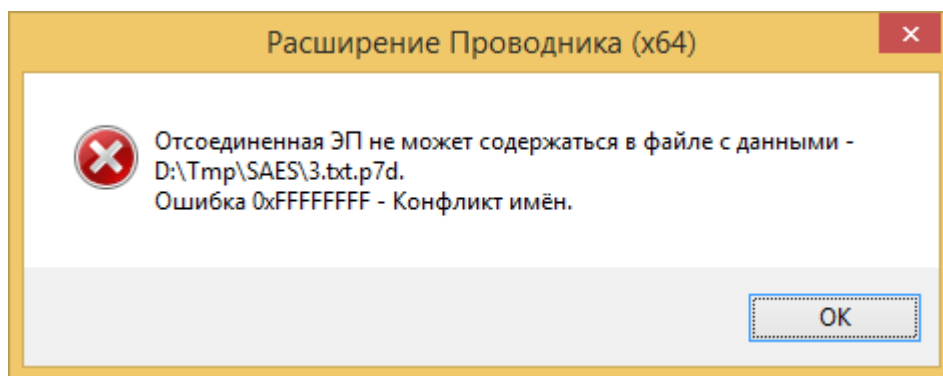 Расширение Проводника (x64)
Отсоединенная ЭП не может содержаться в файле с данными -
D:\Tmp\SAES\3.txt.p7d.
Ошибка 0xFFFFFFFF - Конфликт имён.
ОК